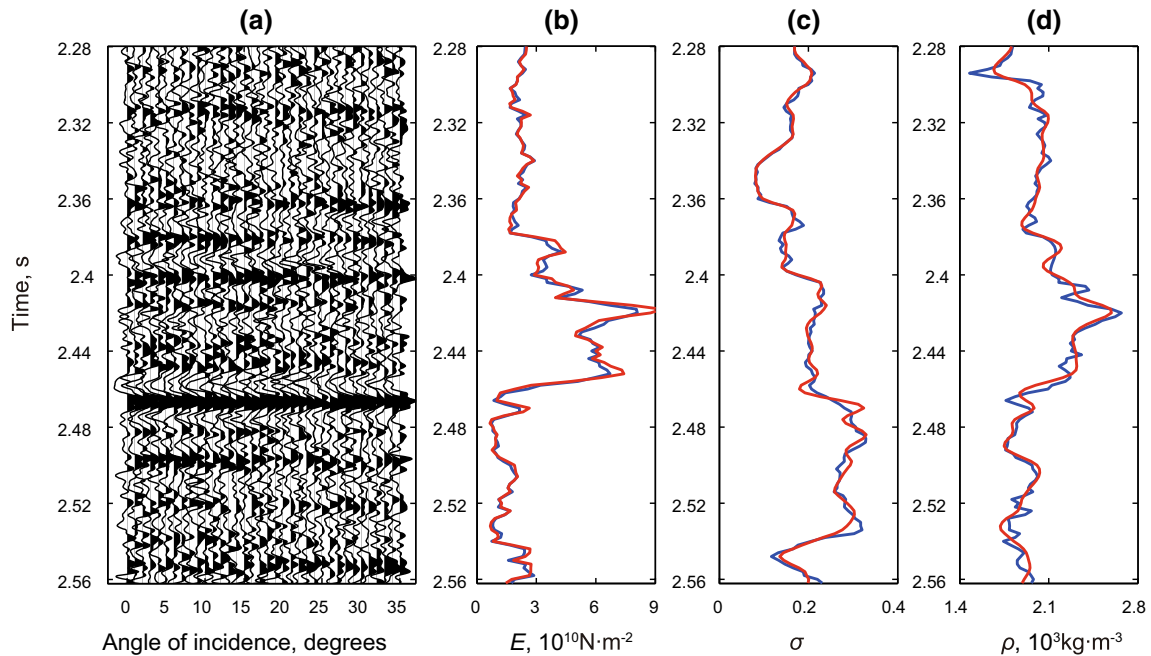 (a) (b) (c) (d)
2.28 2.28 2.28 2.28
2.32 2.32 2.32 2.32
2.36 2.36 2.36 2.36
Time, s
2.4 2.4 2.4 2.4
2.44 2.44 2.44 2.44
2.48 2.48 2.48 2.48
2.52 2.52 2.52 2.52
2.56 2.56 2.56 2.56
0 5 10 15 20 25 30 35 0 3 6 9 0 0.2 0.4 1.4 2.1 2.8
Angle of incidence, degrees E, 10¹⁰N·m⁻² σ ρ, 10³kg·m⁻³